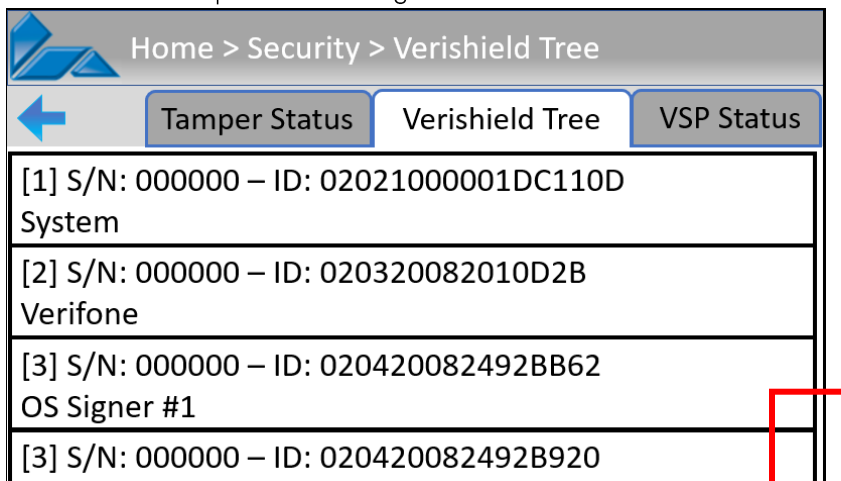 Home > Security > Verishield Tree
Tamper Status Verishield Tree VSP Status
[1] S/N: 000000 – ID: 02021000001DC110D
System
[2] S/N: 000000 – ID: 020320082010D2B
Verifone
[3] S/N: 000000 – ID: 020420082492BB62
OS Signer #1
[3] S/N: 000000 – ID: 020420082492B920